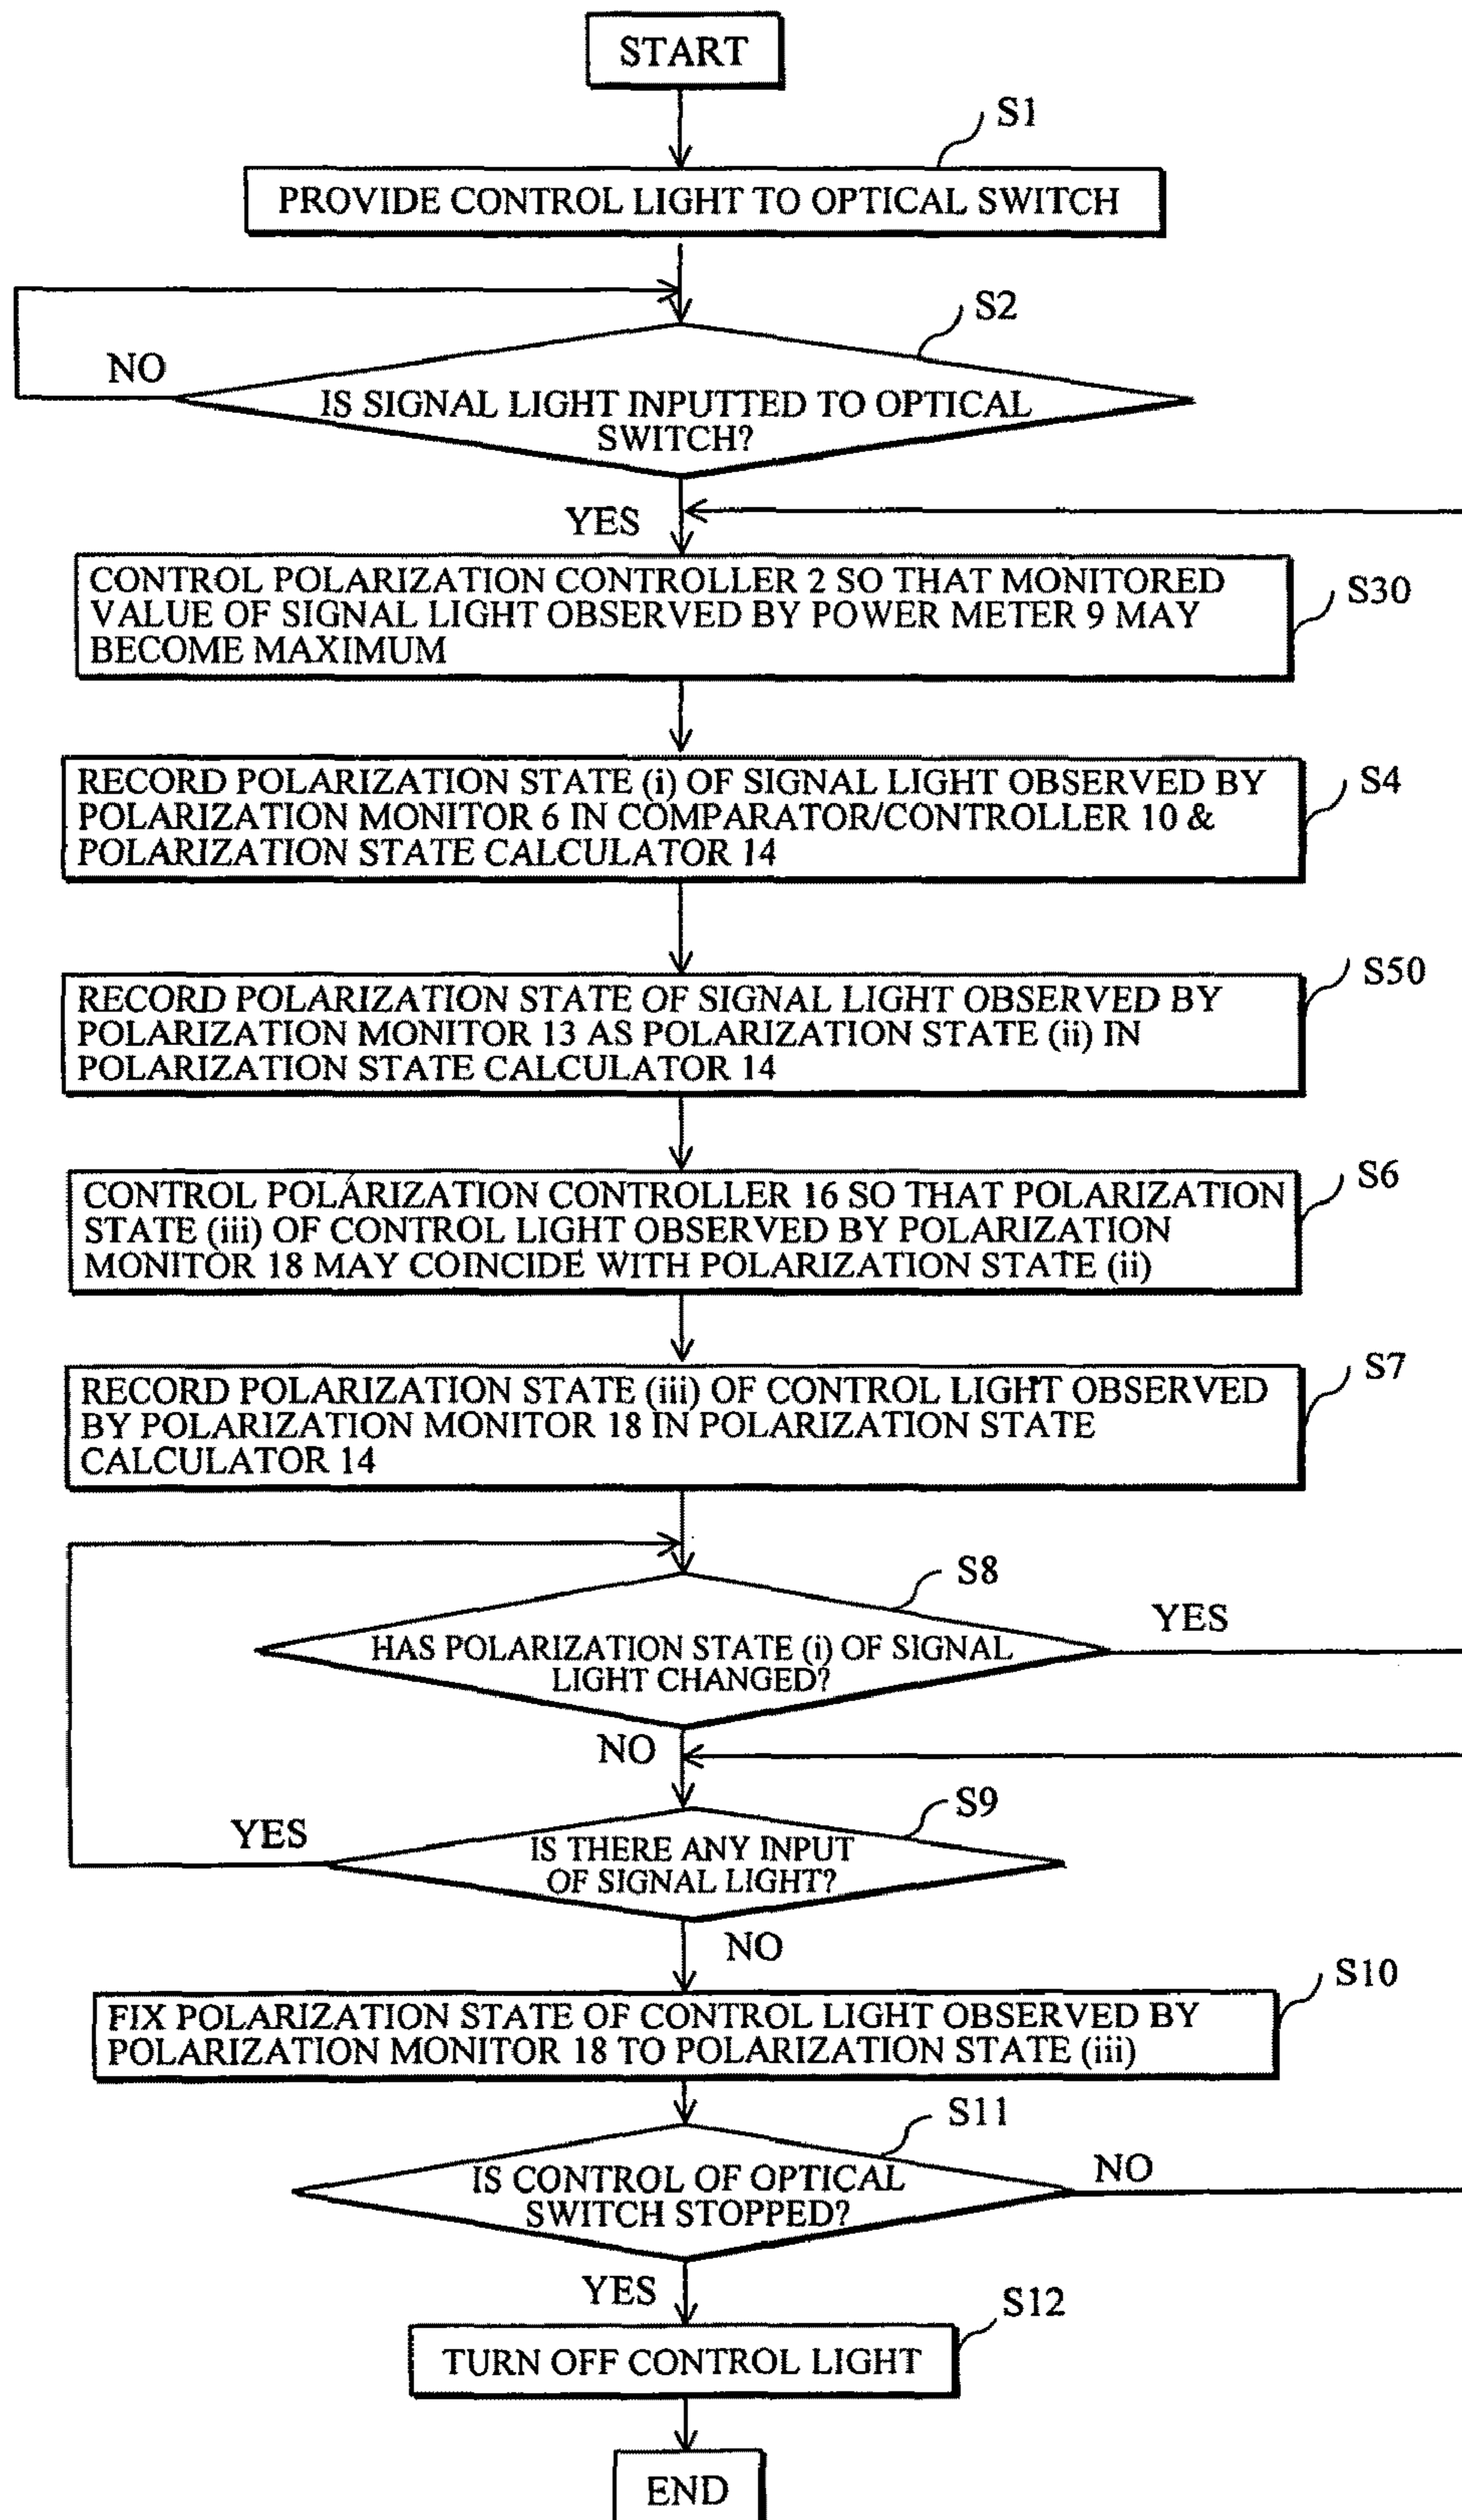 START
S1
PROVIDE CONTROL LIGHT TO OPTICAL SWITCH
S2
NO
IS SIGNAL LIGHT INPUTTED TO OPTICAL
SWITCH?
YES
CONTROL POLARIZATION CONTROLLER 2 SO THAT MONITORED
VALUE OF SIGNAL LIGHT OBSERVED BY POWER METER 9 MAY
BECOME MAXIMUM
S30
RECORD POLARIZATION STATE (i) OF SIGNAL LIGHT OBSERVED BY
POLARIZATION MONITOR 6 IN COMPARATOR/CONTROLLER 10 &
POLARIZATION STATE CALCULATOR 14
S4
RECORD POLARIZATION STATE OF SIGNAL LIGHT OBSERVED BY
POLARIZATION MONITOR 13 AS POLARIZATION STATE (ii) IN
POLARIZATION STATE CALCULATOR 14
S50
CONTROL POLARIZATION CONTROLLER 16 SO THAT POLARIZATION
STATE (iii) OF CONTROL LIGHT OBSERVED BY POLARIZATION
MONITOR 18 MAY COINCIDE WITH POLARIZATION STATE (ii)
S6
RECORD POLARIZATION STATE (iii) OF CONTROL LIGHT OBSERVED
BY POLARIZATION MONITOR 18 IN POLARIZATION STATE
CALCULATOR 14
S7
S8
YES
HAS POLARIZATION STATE (i) OF SIGNAL
LIGHT CHANGED?
NO
S9
YES
IS THERE ANY INPUT
OF SIGNAL LIGHT?
NO
S10
FIX POLARIZATION STATE OF CONTROL LIGHT OBSERVED BY
POLARIZATION MONITOR 18 TO POLARIZATION STATE (iii)
S11
NO
IS CONTROL OF OPTICAL
SWITCH STOPPED?
YES
S12
TURN OFF CONTROL LIGHT
END